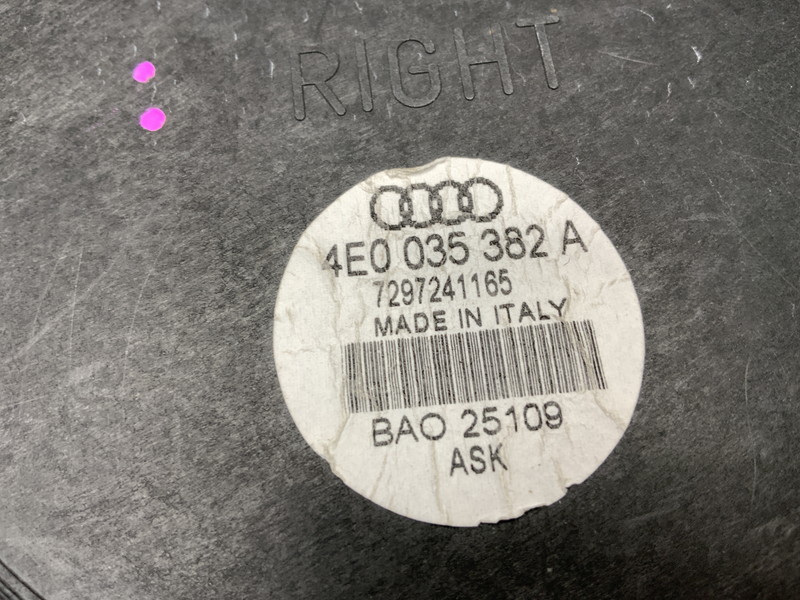 RIGHT
4E0 035 382 A
7297241165
MADE IN ITALY
BAO 25109
ASK